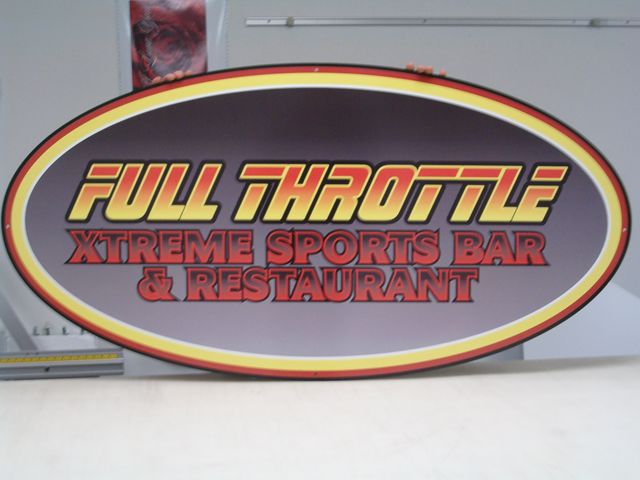 FULL THROTTLE
XTREME SPORTS BAR
& RESTAURANT